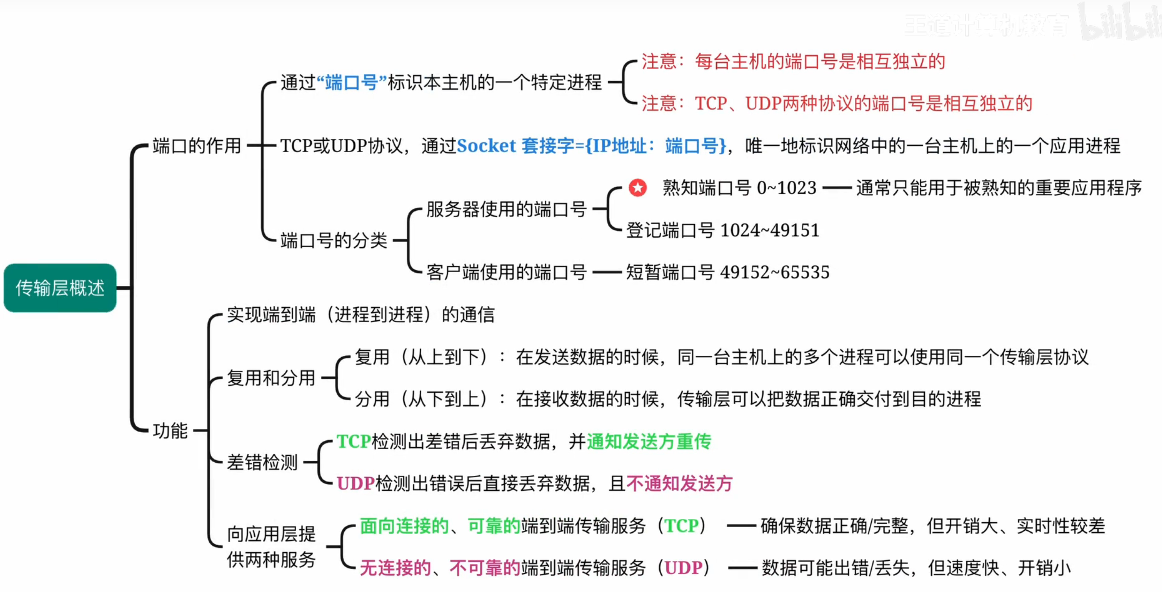 王道计算机教育 bilibili
通过“端口号”标识本主机的一个特定进程
注意：每台主机的端口号是相互独立的
注意：TCP、UDP两种协议的端口号是相互独立的
端口的作用
TCP或UDP协议，通过Socket 套接字={IP地址：端口号}，唯一地标识网络中的一台主机上的一个应用进程
端口号的分类
服务器使用的端口号
熟知端口号 0~1023
通常只能用于被熟知的重要应用程序
登记端口号 1024~49151
客户端使用的端口号
短暂端口号 49152~65535
传输层概述
功能
实现端到端（进程到进程）的通信
复用和分用
复用（从上到下）：在发送数据的时候，同一台主机上的多个进程可以使用同一个传输层协议
分用（从下到上）：在接收数据的时候，传输层可以把数据正确交付到目的进程
差错检测
TCP检测出差错后丢弃数据，并通知发送方重传
UDP检测出错误后直接丢弃数据，且不通知发送方
向应用层提
供两种服务
面向连接的、可靠的端到端传输服务（TCP）
确保数据正确/完整，但开销大、实时性较差
无连接的、不可靠的端到端传输服务（UDP）
数据可能出错/丢失，但速度快、开销小